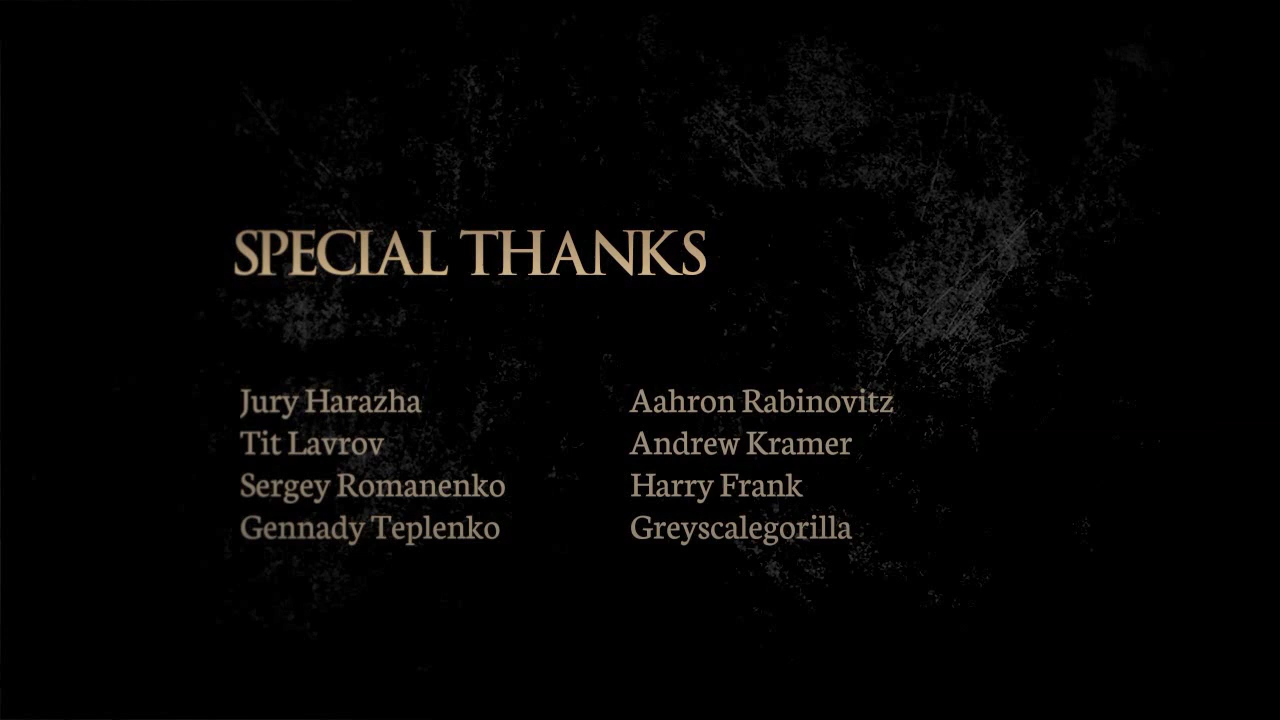 SPECIAL THANKS
Jury Harazha
Tit Lavrov
Sergey Romanenko
Gennady Teplenko
Aahron Rabinovitz
Andrew Kramer
Harry Frank
Greyscalegorilla